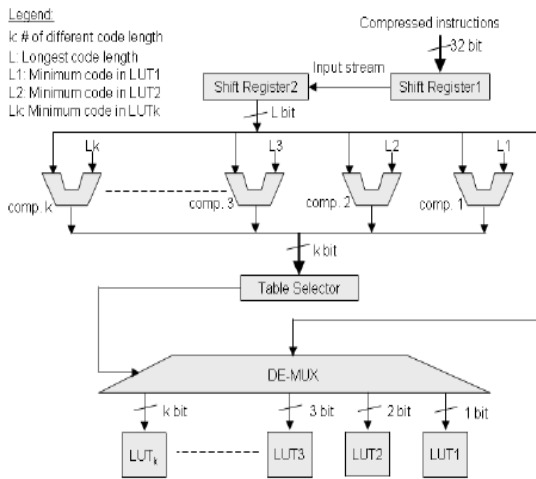 Legend:
k: # of different code length
L: Longest code length
L1: Minimum code in LUT1
L2: Minimum code in LUT2
Lk: Minimum code in LUTk
Compressed instructions
32 bit
Input stream
Shift Register2
Shift Register1
L bit
Lk
L3
L2
L1
comp. k
comp. 3
comp. 2
comp. 1
k bit
Table Selector
DE-MUX
k bit
3 bit
2 bit
1 bit
LUTk
LUT3
LUT2
LUT1